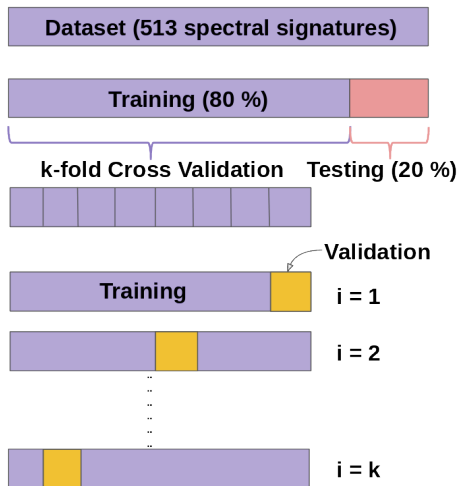 Dataset (513 spectral signatures)
Training (80 %)
k-fold Cross Validation
Testing (20 %)
Validation
Training
i = 1
i = 2
i = k